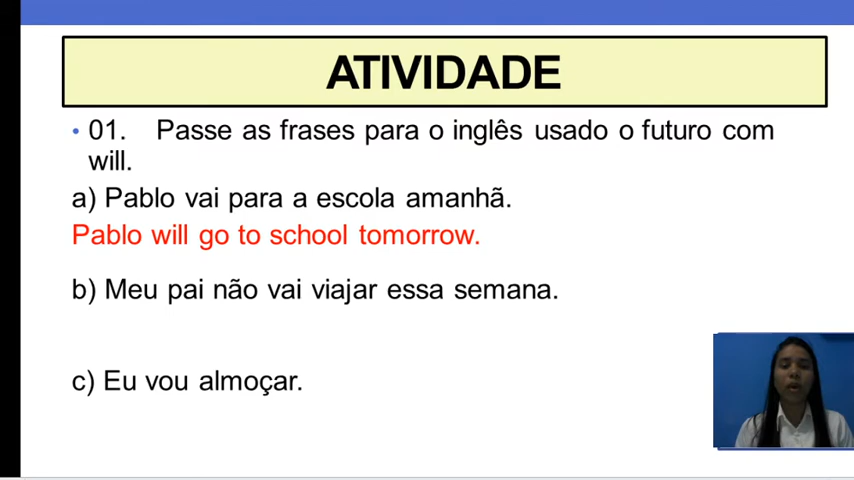 ATIVIDADE
• 01. Passe as frases para o inglês usado o futuro com
will.
a) Pablo vai para a escola amanhã.
Pablo will go to school tomorrow.
b) Meu pai não vai viajar essa semana.
c) Eu vou almoçar.